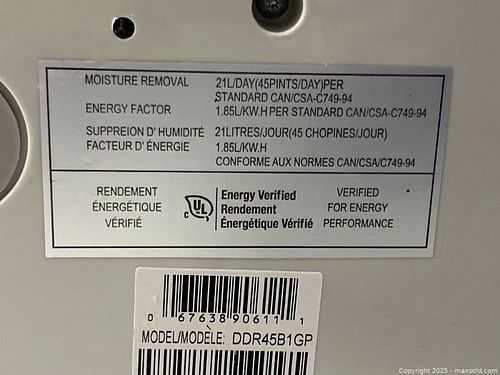 MOISTURE REMOVAL 21L/DAY(45PINTS/DAY)PER
STANDARD CAN/CSA-C749-94
ENERGY FACTOR 1.85L/KW.H PER STANDARD CAN/CSA-C749-94
SUPPREION D' HUMIDITÉ 21LITRES/JOUR(45 CHOPINES/JOUR)
FACTEUR D' ÉNERGIE 1.85L/KW.H
CONFORME AUX NORMES CAN/CSA/C749-94
RENDEMENT
ÉNERGÉTIQUE
VÉRIFIÉ
C UL
Energy Verified
Rendement
Énergétique Vérifié
VERIFIED
FOR ENERGY
PERFORMANCE
0 67638 90611 1
MODEL/MODÈLE: DDR45B1GP
Copyright © 2025 - maxsold.com